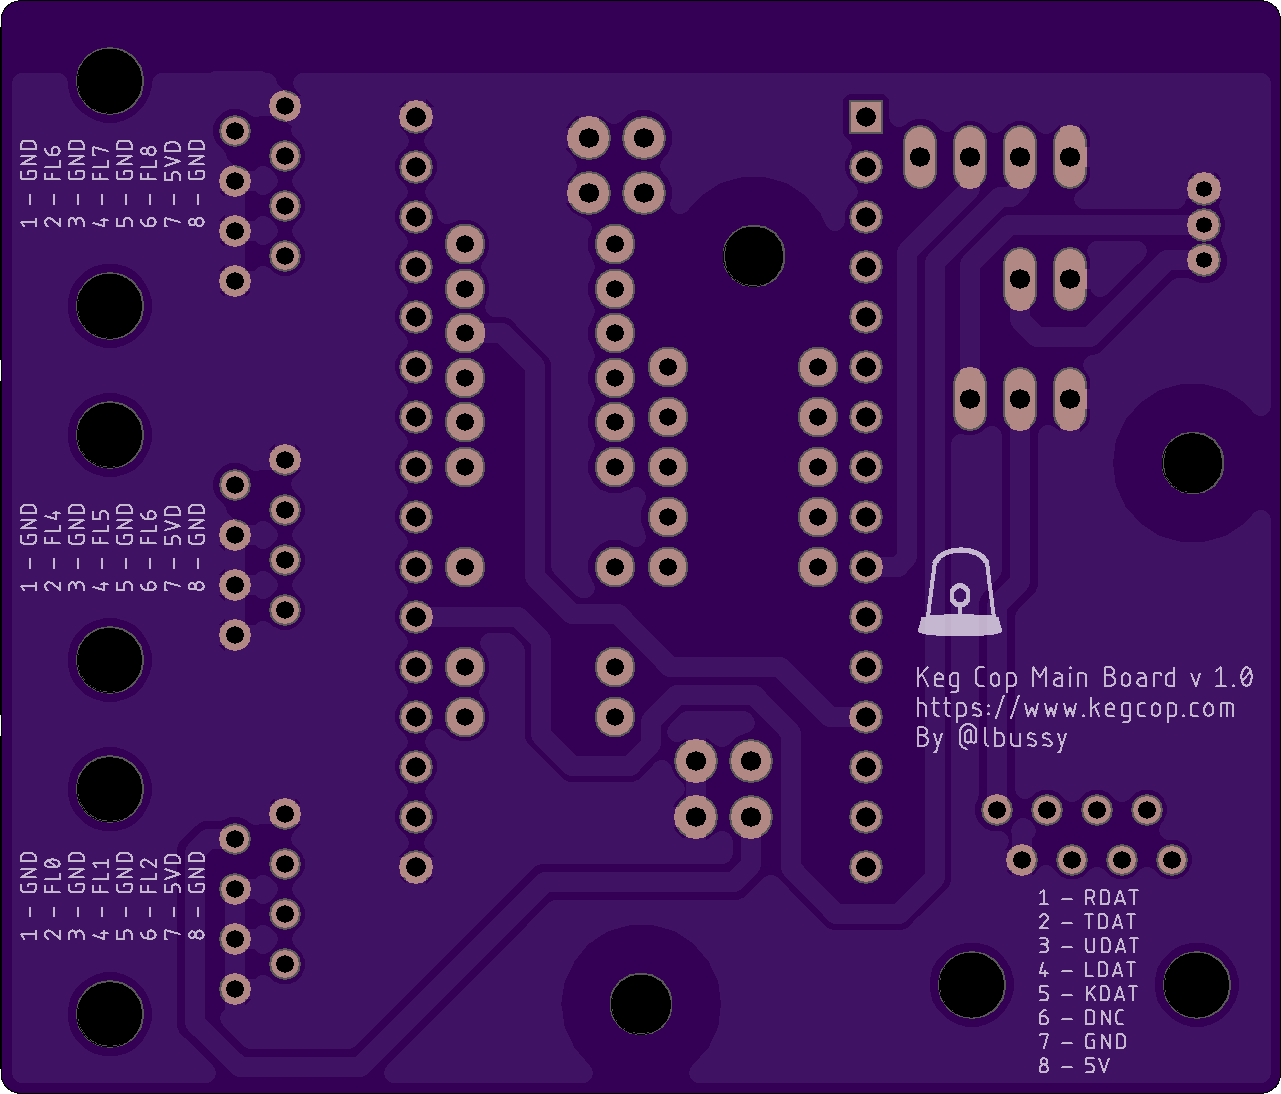 1 - GND
2 - FL6
3 - GND
4 - FL7
5 - GND
6 - FL8
7 - 5VD
8 - GND
1 - GND
2 - FL4
3 - GND
4 - FL5
5 - GND
6 - FL6
7 - 5VD
8 - GND
Keg Cop Main Board v 1.0
https://www.kegcop.com
By @lbussy
1 - GND
2 - FL0
3 - GND
4 - FL1
5 - GND
6 - FL2
7 - 5VD
8 - GND
1 - RDAT
2 - TDAT
3 - UDAT
4 - LDAT
5 - KDAT
6 - DNC
7 - GND
8 - 5V